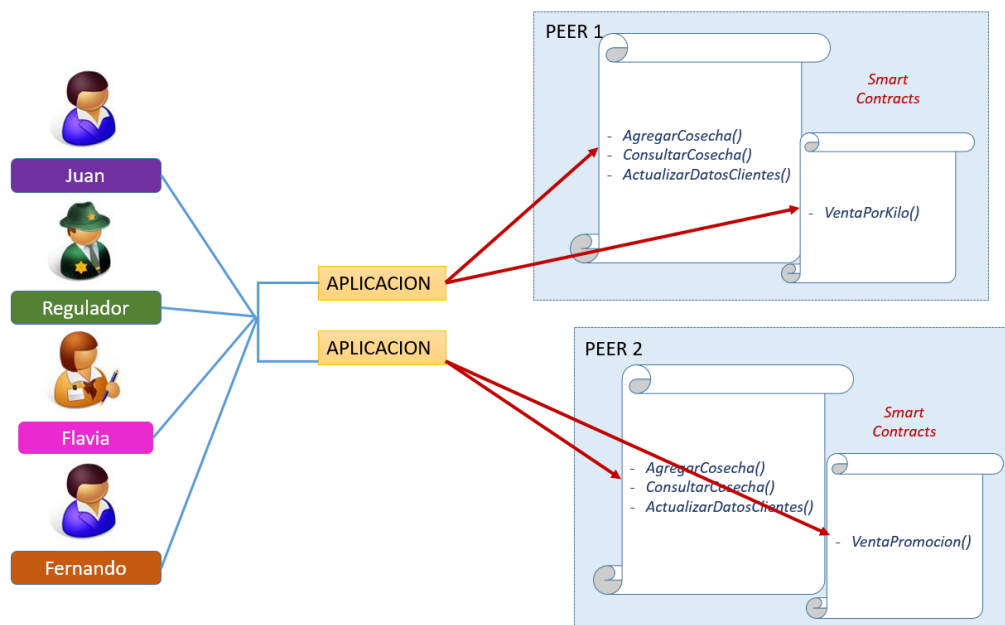 Juan
Regulador
Flavia
Fernando
APLICACION
APLICACION
PEER 1
Smart
Contracts
- AgregarCosecha()
- ConsultarCosecha()
- ActualizarDatosClientes()
- VentaPorKilo()
PEER 2
Smart
Contracts
- AgregarCosecha()
- ConsultarCosecha()
- ActualizarDatosClientes()
- VentaPromocion()